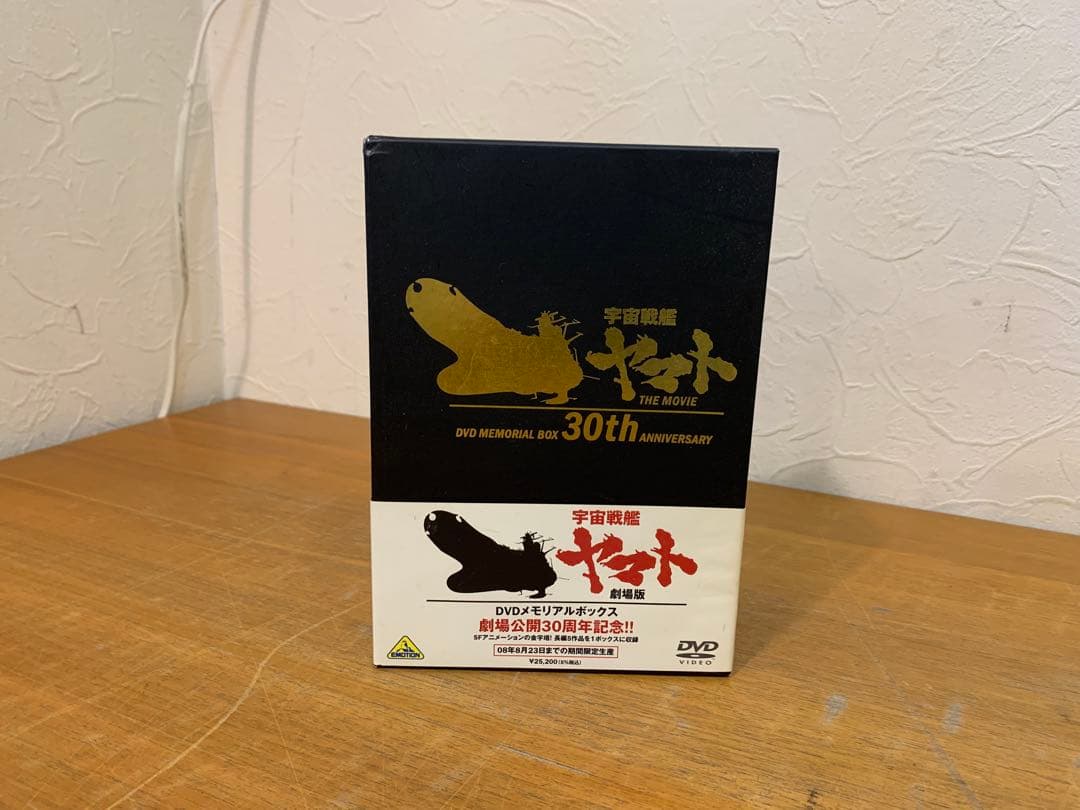 宇宙戦艦
ヤマト
THE MOVIE
DVD MEMORIAL BOX 30th ANNIVERSARY
宇宙戦艦
ヤマト
劇場版
DVDメモリアルボックス
劇場公開30周年記念!!
SFアニメーションの金字塔! 長編5作品を1ボックスに収録
08年8月23日までの期間限定生産
¥25,200(5%税込)
EMOTION
DVD
VIDEO